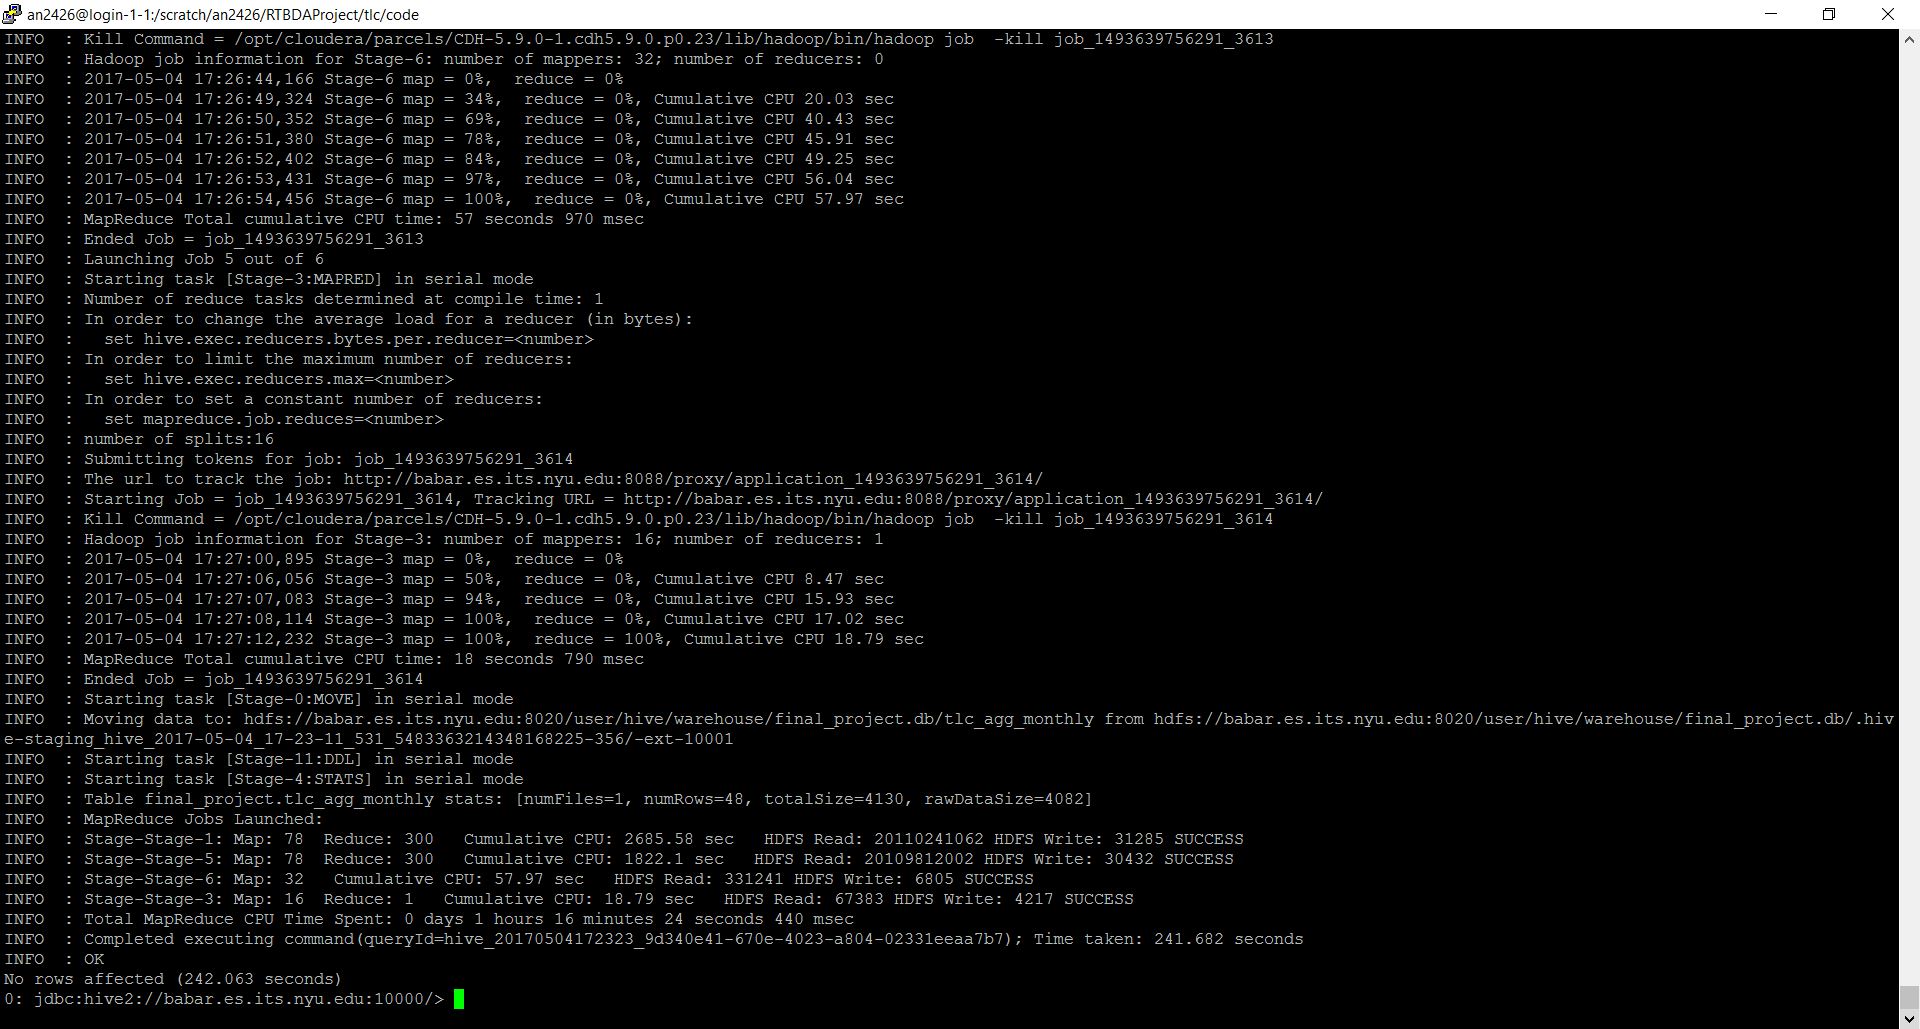 an2426@login-1-1:/scratch/an2426/RTBDAProject/tlc/code
INFO  : Kill Command = /opt/cloudera/parcels/CDH-5.9.0-1.cdh5.9.0.p0.23/lib/hadoop/bin/hadoop job  -kill job_1493639756291_3613
INFO  : Hadoop job information for Stage-6: number of mappers: 32; number of reducers: 0
INFO  : 2017-05-04 17:26:44,166 Stage-6 map = 0%,  reduce = 0%
INFO  : 2017-05-04 17:26:49,324 Stage-6 map = 34%,  reduce = 0%, Cumulative CPU 20.03 sec
INFO  : 2017-05-04 17:26:50,352 Stage-6 map = 69%,  reduce = 0%, Cumulative CPU 40.43 sec
INFO  : 2017-05-04 17:26:51,380 Stage-6 map = 78%,  reduce = 0%, Cumulative CPU 45.91 sec
INFO  : 2017-05-04 17:26:52,402 Stage-6 map = 84%,  reduce = 0%, Cumulative CPU 49.25 sec
INFO  : 2017-05-04 17:26:53,431 Stage-6 map = 97%,  reduce = 0%, Cumulative CPU 56.04 sec
INFO  : 2017-05-04 17:26:54,456 Stage-6 map = 100%,  reduce = 0%, Cumulative CPU 57.97 sec
INFO  : MapReduce Total cumulative CPU time: 57 seconds 970 msec
INFO  : Ended Job = job_1493639756291_3613
INFO  : Launching Job 5 out of 6
INFO  : Starting task [Stage-3:MAPRED] in serial mode
INFO  : Number of reduce tasks determined at compile time: 1
INFO  : In order to change the average load for a reducer (in bytes):
INFO  :   set hive.exec.reducers.bytes.per.reducer=<number>
INFO  : In order to limit the maximum number of reducers:
INFO  :   set hive.exec.reducers.max=<number>
INFO  : In order to set a constant number of reducers:
INFO  :   set mapreduce.job.reduces=<number>
INFO  : number of splits:16
INFO  : Submitting tokens for job: job_1493639756291_3614
INFO  : The url to track the job: http://babar.es.its.nyu.edu:8088/proxy/application_1493639756291_3614/
INFO  : Starting Job = job_1493639756291_3614, Tracking URL = http://babar.es.its.nyu.edu:8088/proxy/application_1493639756291_3614/
INFO  : Kill Command = /opt/cloudera/parcels/CDH-5.9.0-1.cdh5.9.0.p0.23/lib/hadoop/bin/hadoop job  -kill job_1493639756291_3614
INFO  : Hadoop job information for Stage-3: number of mappers: 16; number of reducers: 1
INFO  : 2017-05-04 17:27:00,895 Stage-3 map = 0%,  reduce = 0%
INFO  : 2017-05-04 17:27:06,056 Stage-3 map = 50%,  reduce = 0%, Cumulative CPU 8.47 sec
INFO  : 2017-05-04 17:27:07,083 Stage-3 map = 94%,  reduce = 0%, Cumulative CPU 15.93 sec
INFO  : 2017-05-04 17:27:08,114 Stage-3 map = 100%,  reduce = 0%, Cumulative CPU 17.02 sec
INFO  : 2017-05-04 17:27:12,232 Stage-3 map = 100%,  reduce = 100%, Cumulative CPU 18.79 sec
INFO  : MapReduce Total cumulative CPU time: 18 seconds 790 msec
INFO  : Ended Job = job_1493639756291_3614
INFO  : Starting task [Stage-0:MOVE] in serial mode
INFO  : Moving data to: hdfs://babar.es.its.nyu.edu:8020/user/hive/warehouse/final_project.db/tlc_agg_monthly from hdfs://babar.es.its.nyu.edu:8020/user/hive/warehouse/final_project.db/.hiv
e-staging_hive_2017-05-04_17-23-11_531_5483363214348168225-356/-ext-10001
INFO  : Starting task [Stage-11:DDL] in serial mode
INFO  : Starting task [Stage-4:STATS] in serial mode
INFO  : Table final_project.tlc_agg_monthly stats: [numFiles=1, numRows=48, totalSize=4130, rawDataSize=4082]
INFO  : MapReduce Jobs Launched:
INFO  : Stage-Stage-1: Map: 78  Reduce: 300   Cumulative CPU: 2685.58 sec   HDFS Read: 20110241062 HDFS Write: 31285 SUCCESS
INFO  : Stage-Stage-5: Map: 78  Reduce: 300   Cumulative CPU: 1822.1 sec   HDFS Read: 20109812002 HDFS Write: 30432 SUCCESS
INFO  : Stage-Stage-6: Map: 32   Cumulative CPU: 57.97 sec   HDFS Read: 331241 HDFS Write: 6805 SUCCESS
INFO  : Stage-Stage-3: Map: 16  Reduce: 1   Cumulative CPU: 18.79 sec   HDFS Read: 67383 HDFS Write: 4217 SUCCESS
INFO  : Total MapReduce CPU Time Spent: 0 days 1 hours 16 minutes 24 seconds 440 msec
INFO  : Completed executing command(queryId=hive_20170504172323_9d340e41-670e-4023-a804-02331eeaa7b7); Time taken: 241.682 seconds
INFO  : OK
No rows affected (242.063 seconds)
0: jdbc:hive2://babar.es.its.nyu.edu:10000/>